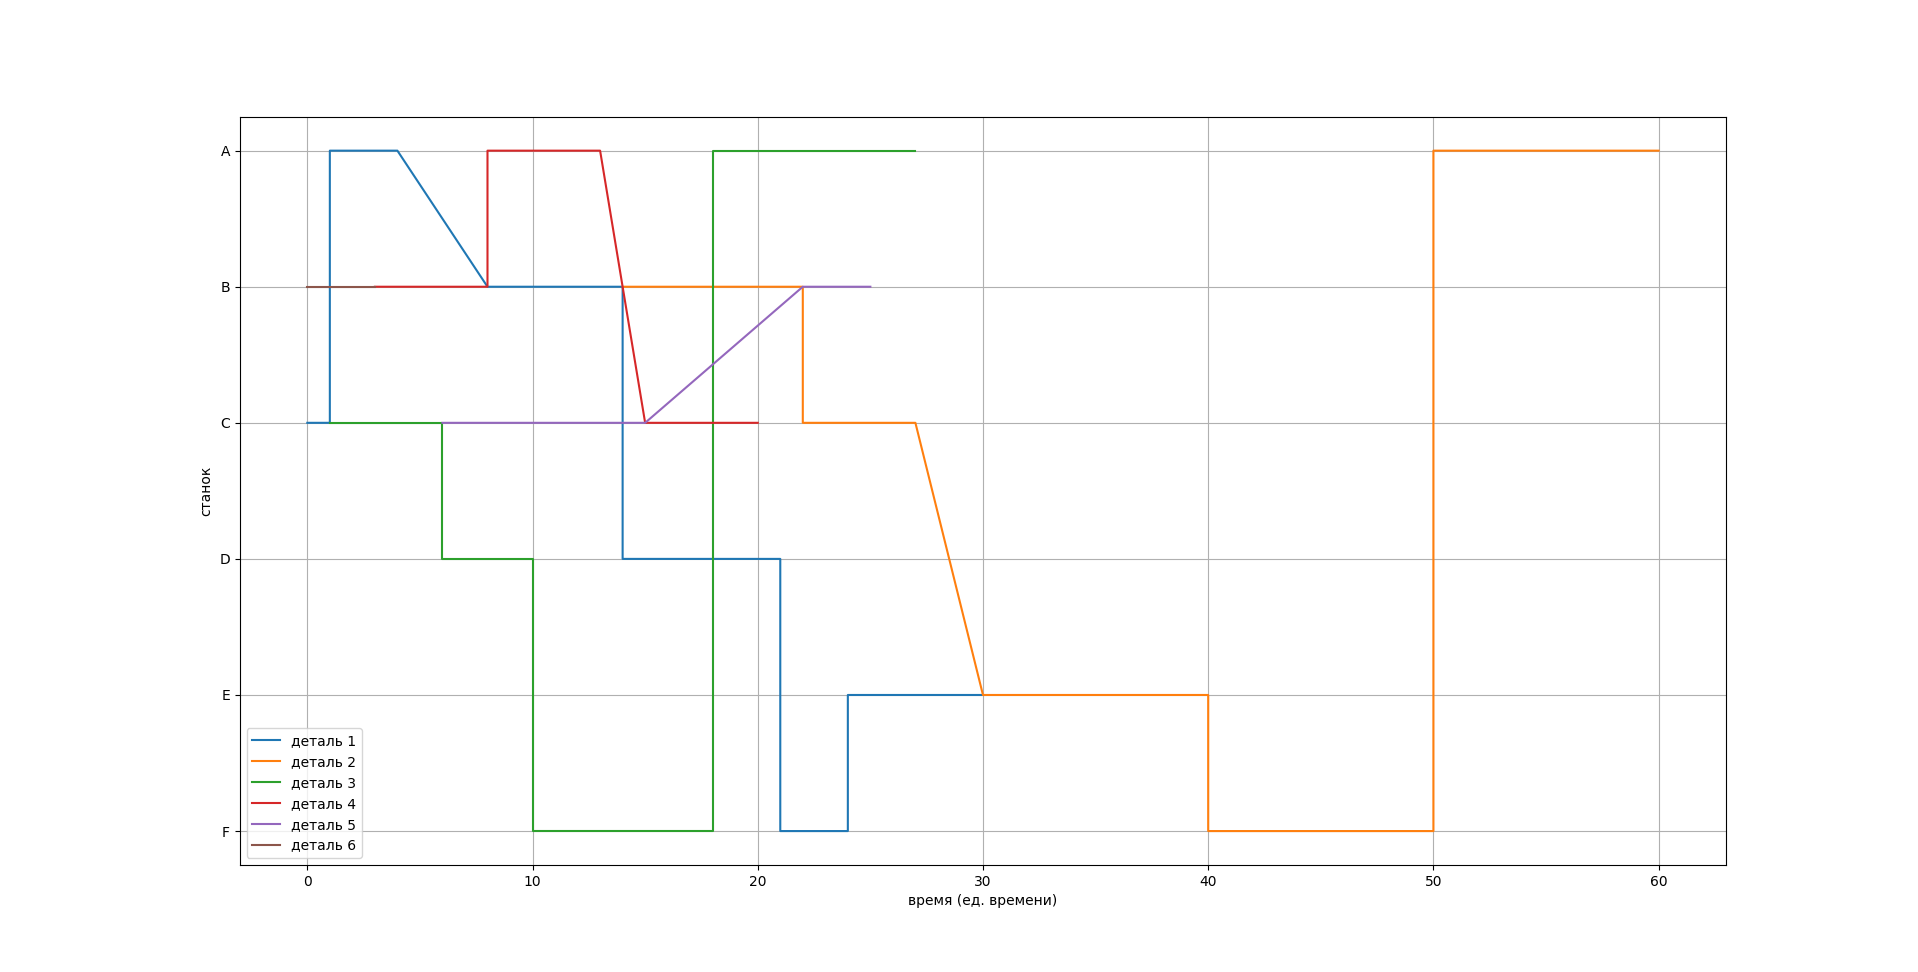 A
B
C
D
E
F
станок
деталь 1
деталь 2
деталь 3
деталь 4
деталь 5
деталь 6
0 10 20 30 40 50 60
время (ед. времени)